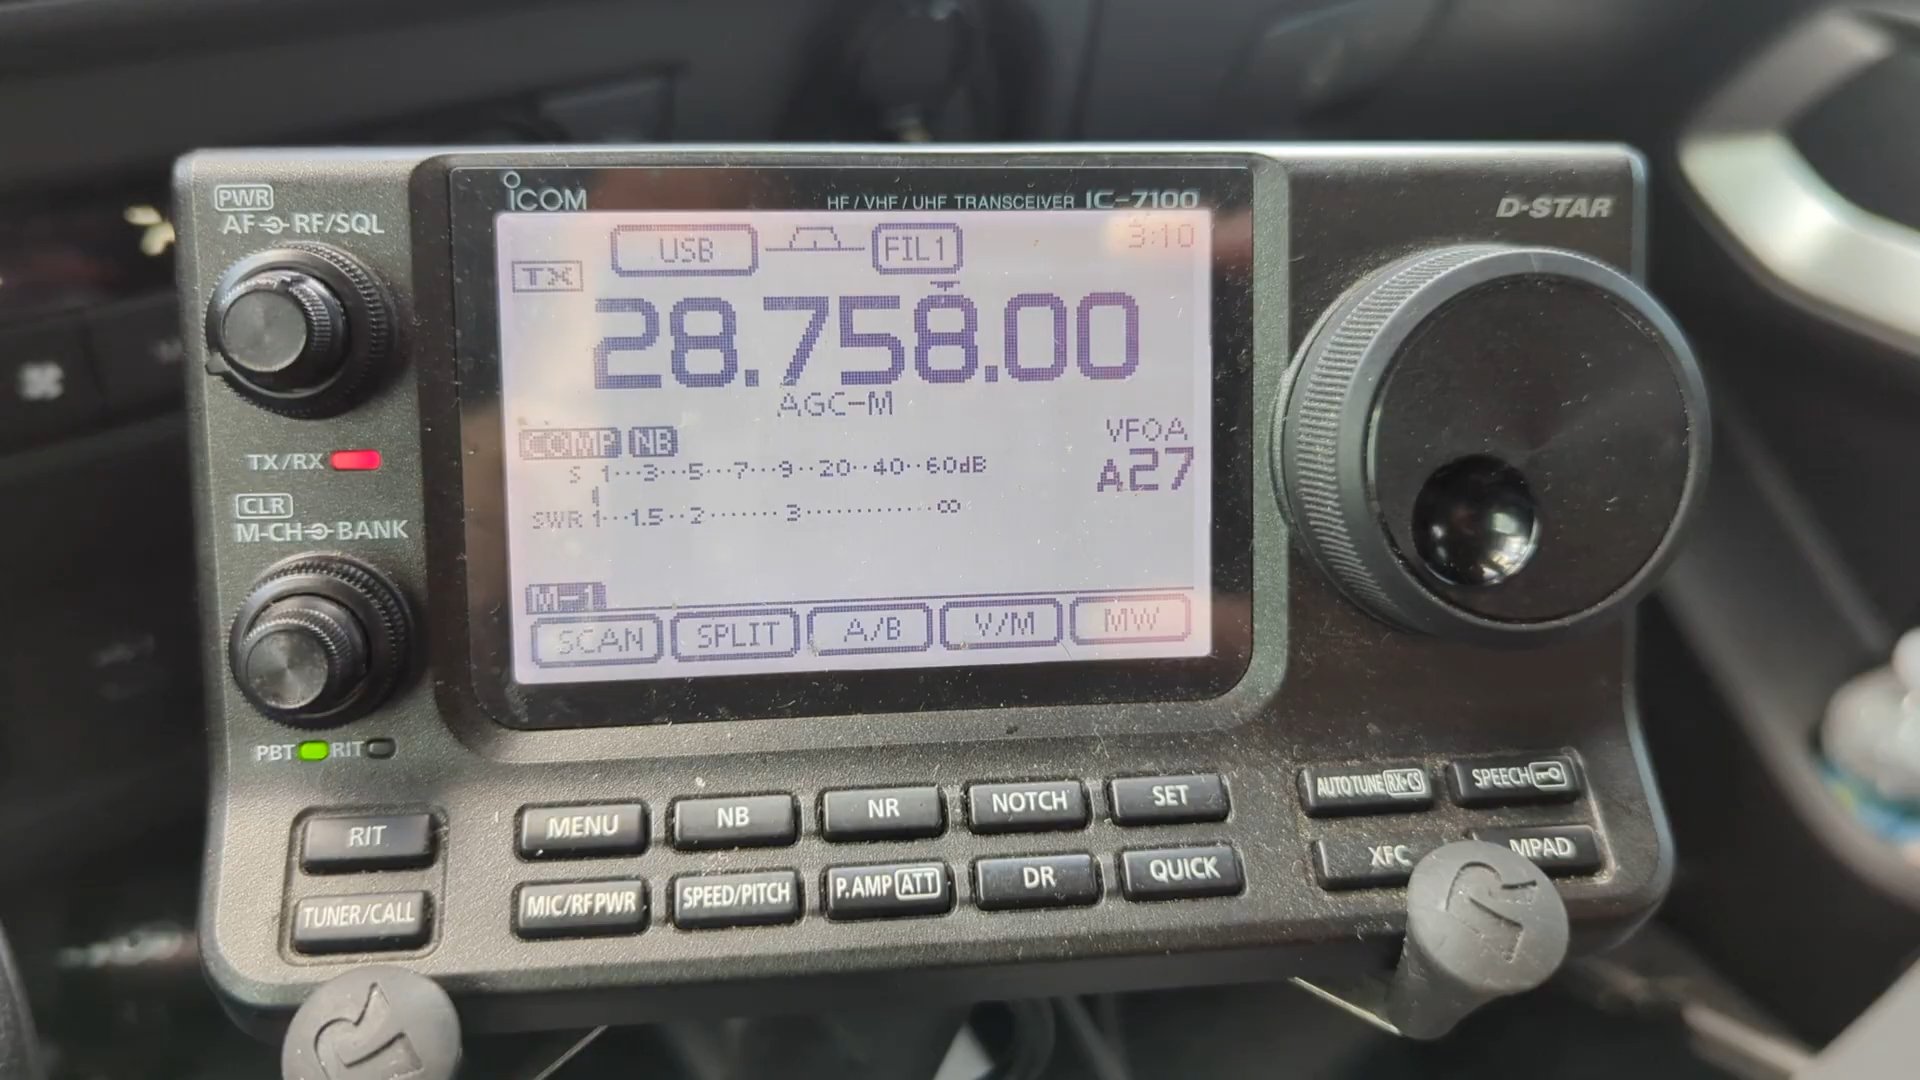 PWR
AF RF/SQL
ICOM
HF/VHF/UHF TRANSCEIVER IC-7100
D-STAR
USB
FIL1
3:10
TX
28.758.00
AGC-M
COMP NB
VFOA
A27
S 1···3···5···7···9··20··40··60dB
SWR 1···1.5··2·······3············∞
M-1
SCAN SPLIT A/B V/M MW
TX/RX
CLR
M-CH BANK
PBT RIT
RIT
TUNER/CALL
MENU NB NR NOTCH SET
MIC/RF PWR SPEED/PITCH P.AMP ATT DR QUICK
AUTO TUNE RX▸CS SPEECH
XFC MPAD